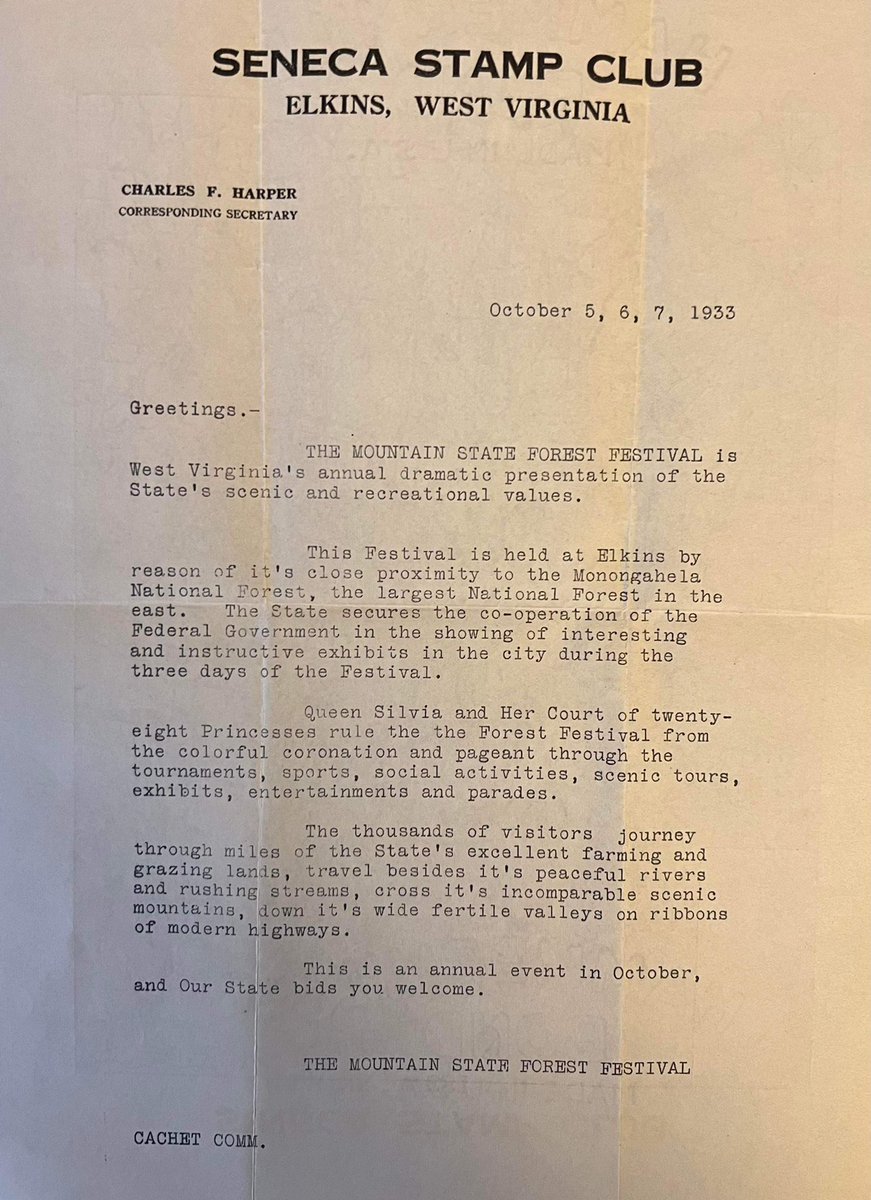 SENECA STAMP CLUB
ELKINS, WEST VIRGINIA
CHARLES F. HARPER
CORRESPONDING SECRETARY
October 5, 6, 7, 1933
Greetings.-
THE MOUNTAIN STATE FOREST FESTIVAL is
West Virginia's annual dramatic presentation of the
State's scenic and recreational values.
This Festival is held at Elkins by
reason of it's close proximity to the Monongahela
National Forest, the largest National Forest in the
east. The State secures the co-operation of the
Federal Government in the showing of interesting
and instructive exhibits in the city during the
three days of the Festival.
Queen Silvia and Her Court of twenty-
eight Princesses rule the the Forest Festival from
the colorful coronation and pageant through the
tournaments, sports, social activities, scenic tours,
exhibits, entertainments and parades.
The thousands of visitors journey
through miles of the State's excellent farming and
grazing lands, travel besides it's peaceful rivers
and rushing streams, cross it's incomparable scenic
mountains, down it's wide fertile valleys on ribbons
of modern highways.
This is an annual event in October,
and Our State bids you welcome.
THE MOUNTAIN STATE FOREST FESTIVAL
CACHET COMM.